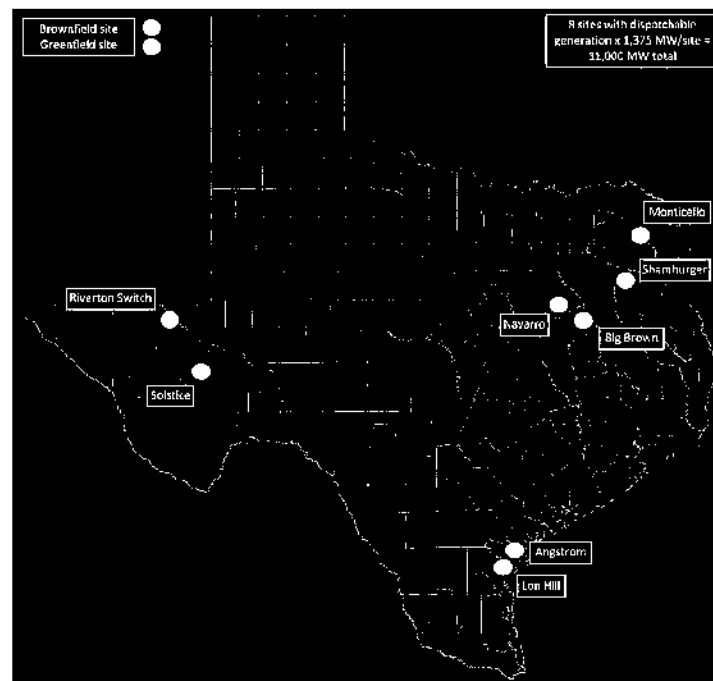 Brownfield site
Greenfield site
8 sites with dispatchable
generation x 1,375 MW/site =
11,000 MW total
Monticello
Shamburger
Riverton Switch
Navarro
Big Brown
Solstice
Angstrom
Lon Hill